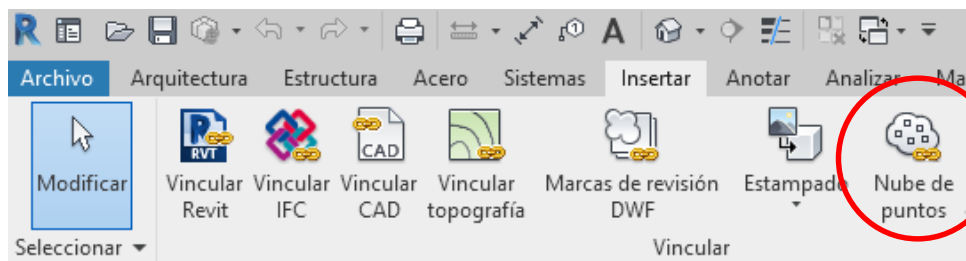 Archivo Arquitectura Estructura Acero Sistemas Insertar Anotar Analizar Ma
RVT CAD
Modificar Vincular Vincular Vincular Vincular Marcas de revisión Estampado Nube de
Revit IFC CAD topografía DWF puntos
Seleccionar Vincular